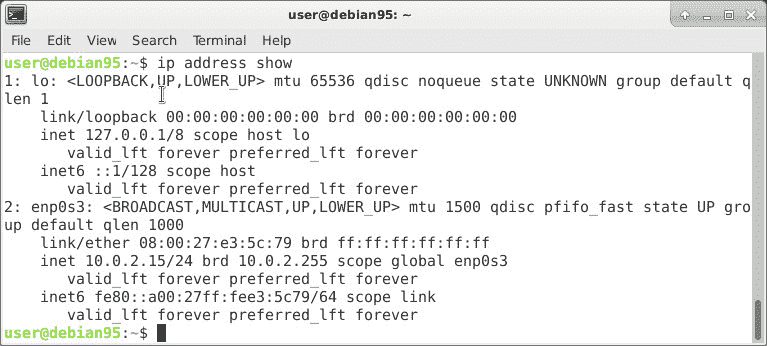 user@debian95: ~
File Edit View Search Terminal Help
user@debian95:~$ ip address show
1: lo: <LOOPBACK,UP,LOWER_UP> mtu 65536 qdisc noqueue state UNKNOWN group default q
len 1
    link/loopback 00:00:00:00:00:00 brd 00:00:00:00:00:00
    inet 127.0.0.1/8 scope host lo
       valid_lft forever preferred_lft forever
    inet6 ::1/128 scope host
       valid_lft forever preferred_lft forever
2: enp0s3: <BROADCAST,MULTICAST,UP,LOWER_UP> mtu 1500 qdisc pfifo_fast state UP gro
up default qlen 1000
    link/ether 08:00:27:e3:5c:79 brd ff:ff:ff:ff:ff:ff
    inet 10.0.2.15/24 brd 10.0.2.255 scope global enp0s3
       valid_lft forever preferred_lft forever
    inet6 fe80::a00:27ff:fee3:5c79/64 scope link
       valid_lft forever preferred_lft forever
user@debian95:~$